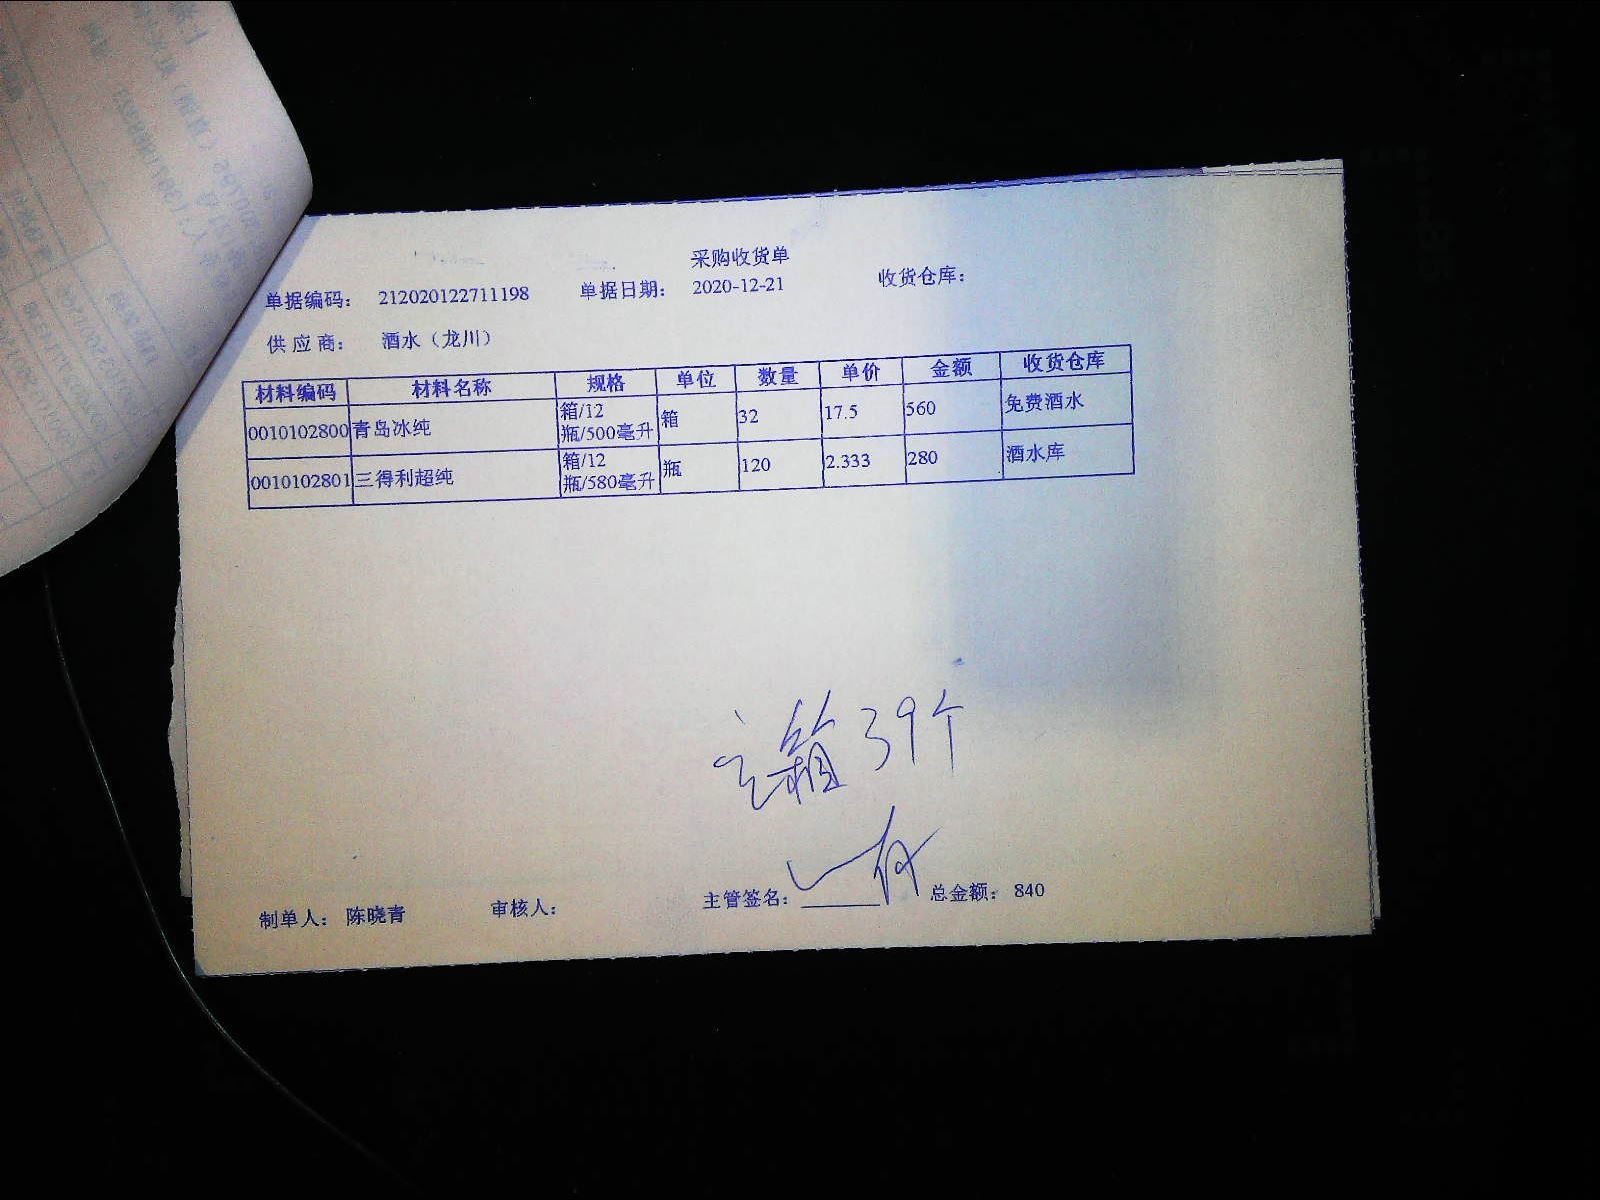 采购收货单
单据编码： 212020122711198 单据日期： 2020-12-21 收货仓库：
供应商： 酒水（龙川）
材料编码 材料名称 规格 单位 数量 单价 金额 收货仓库
0010102800 青岛冰纯 箱/12瓶/500毫升 箱 32 17.5 560 免费酒水
0010102801 三得利超纯 箱/12瓶/580毫升 瓶 120 2.333 280 酒水库
箱39个
制单人： 陈晓青 审核人： 主管签名： 总金额： 840